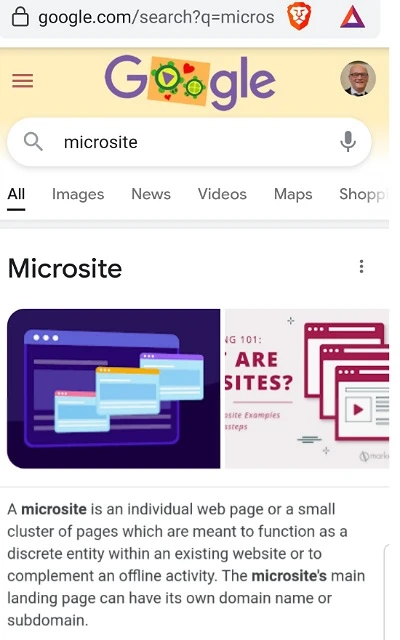 google.com/search?q=micros
Google
microsite
All Images News Videos Maps Shopp
Microsite
NG 101:
ARE
SITES?
osite Examples
steps
marke
A microsite is an individual web page or a small
cluster of pages which are meant to function as a
discrete entity within an existing website or to
complement an offline activity. The microsite's main
landing page can have its own domain name or
subdomain.